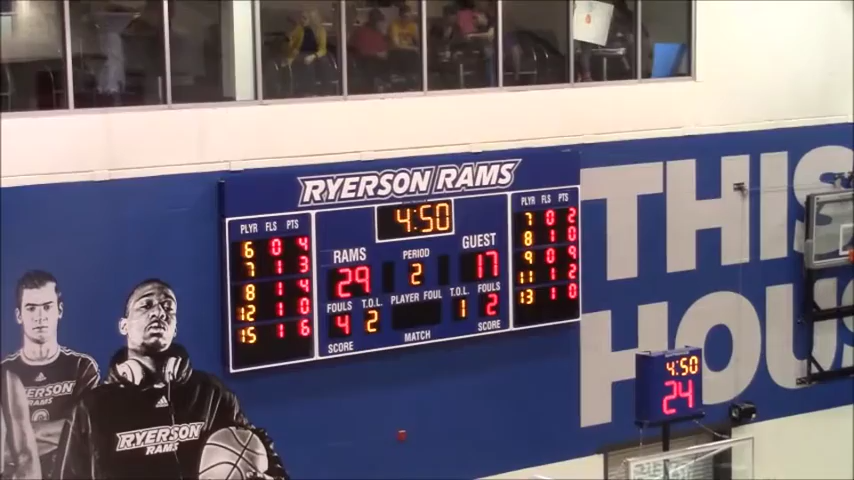 RYERSON RAMS
4:50
PLYR FLS PTS
6 0 4
7 1 3
8 1 4
12 1 0
15 1 6
RAMS PERIOD GUEST
29 2 17
FOULS T.O.L. PLAYER FOUL T.O.L. FOULS
4 2 1 2
SCORE MATCH SCORE
PLYR FLS PTS
7 0 2
8 1 0
9 0 9
11 1 2
13 1 0
THIS
HOUS
4:50
24
RYERSON
RAMS
RYERSON
RAMS